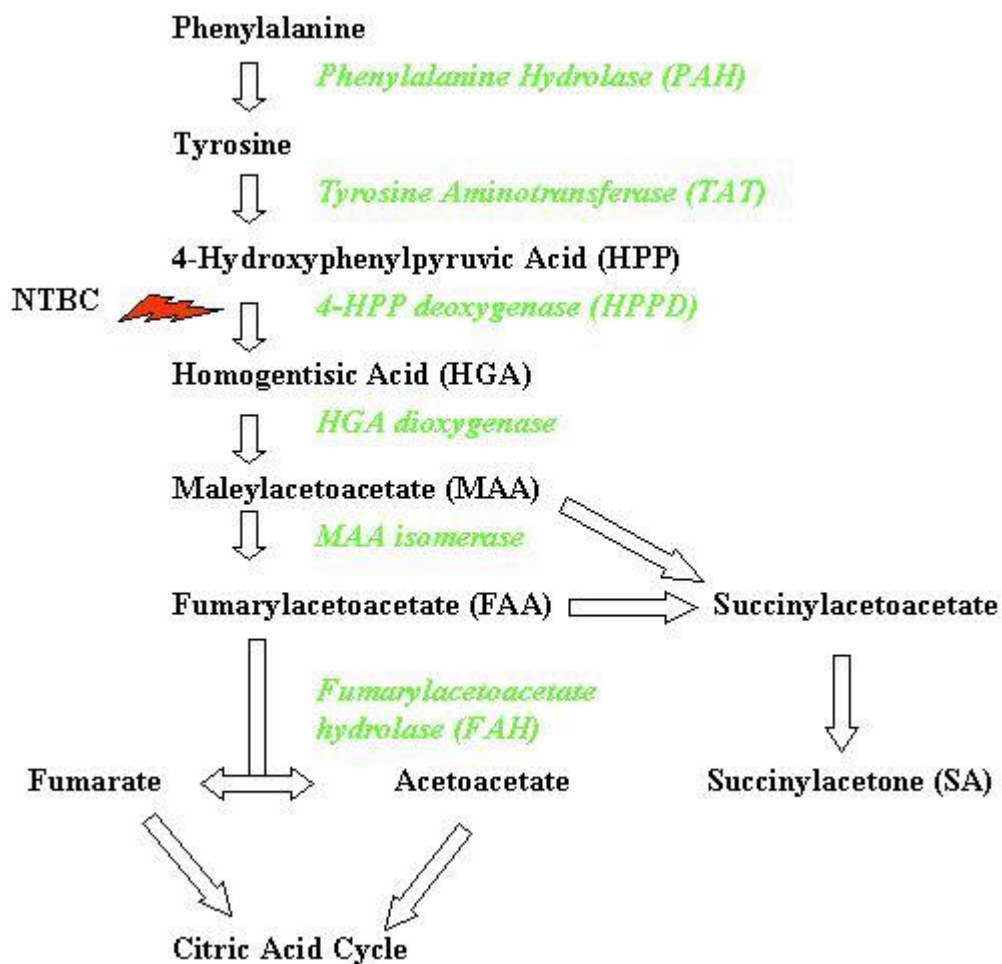 Phenylalanine
Phenylalanine Hydrolase (PAH)
Tyrosine
Tyrosine Aminotransferase (TAT)
4-Hydroxyphenylpyruvic Acid (HPP)
NTBC
4-HPP deoxygenase (HPPD)
Homogentisic Acid (HGA)
HGA dioxygenase
Maleylacetoacetate (MAA)
MAA isomerase
Fumarylacetoacetate (FAA)
Succinylacetoacetate
Fumarylacetoacetate
hydrolase (FAH)
Fumarate
Acetoacetate
Succinylacetone (SA)
Citric Acid Cycle